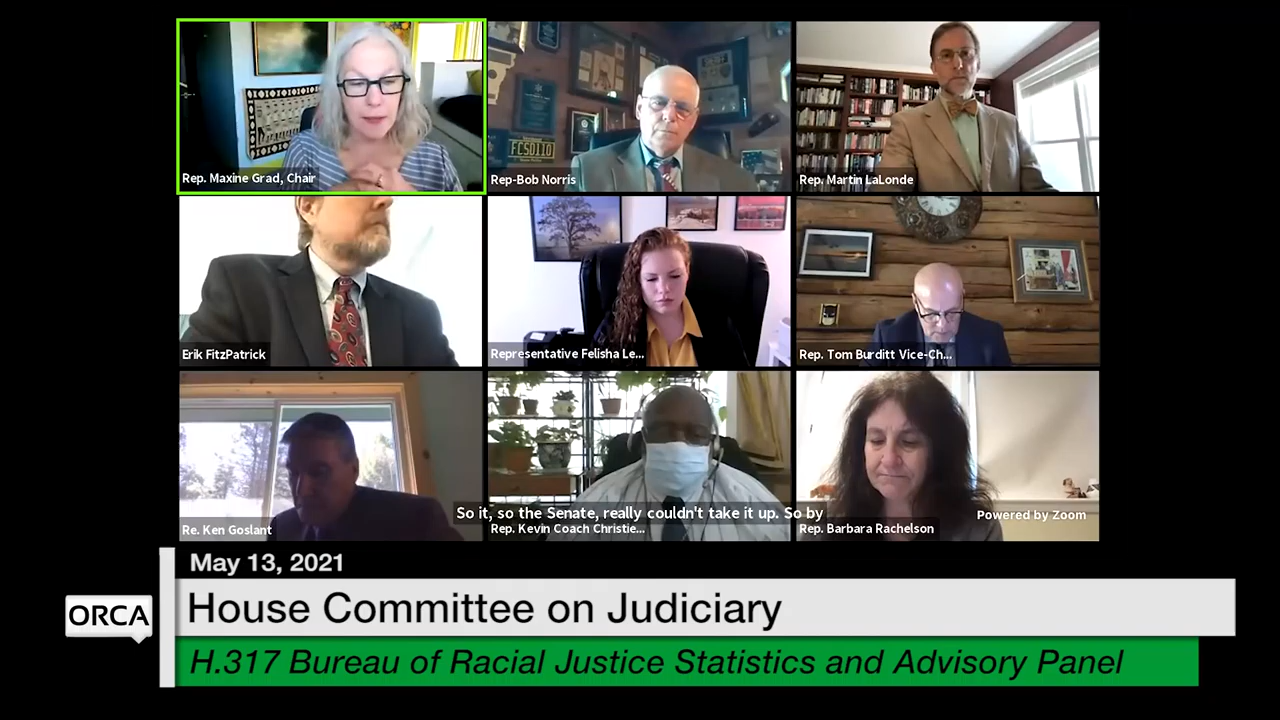 FCSO110
Rep. Maxine Grad, Chair
Rep-Bob Norris
Rep. Martin LaLonde
Erik FitzPatrick
Representative Felisha Le...
Rep. Tom Burditt Vice-Ch...
So it, so the Senate, really couldn't take it up. So by
Re. Ken Goslant
Rep. Kevin Coach Christie...
Rep. Barbara Rachelson
Powered by Zoom
May 13, 2021
ORCA
House Committee on Judiciary
H.317 Bureau of Racial Justice Statistics and Advisory Panel